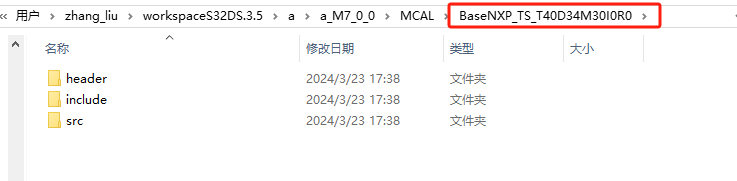 « 用户 > zhang_liu > workspaceS32DS.3.5 > a > a_M7_0_0 > MCAL > BaseNXP_TS_T40D34M30I0R0 >
名称 修改日期 类型
header 2024/3/23 17:38 文件夹
include 2024/3/23 17:38 文件夹
src 2024/3/23 17:38 文件夹